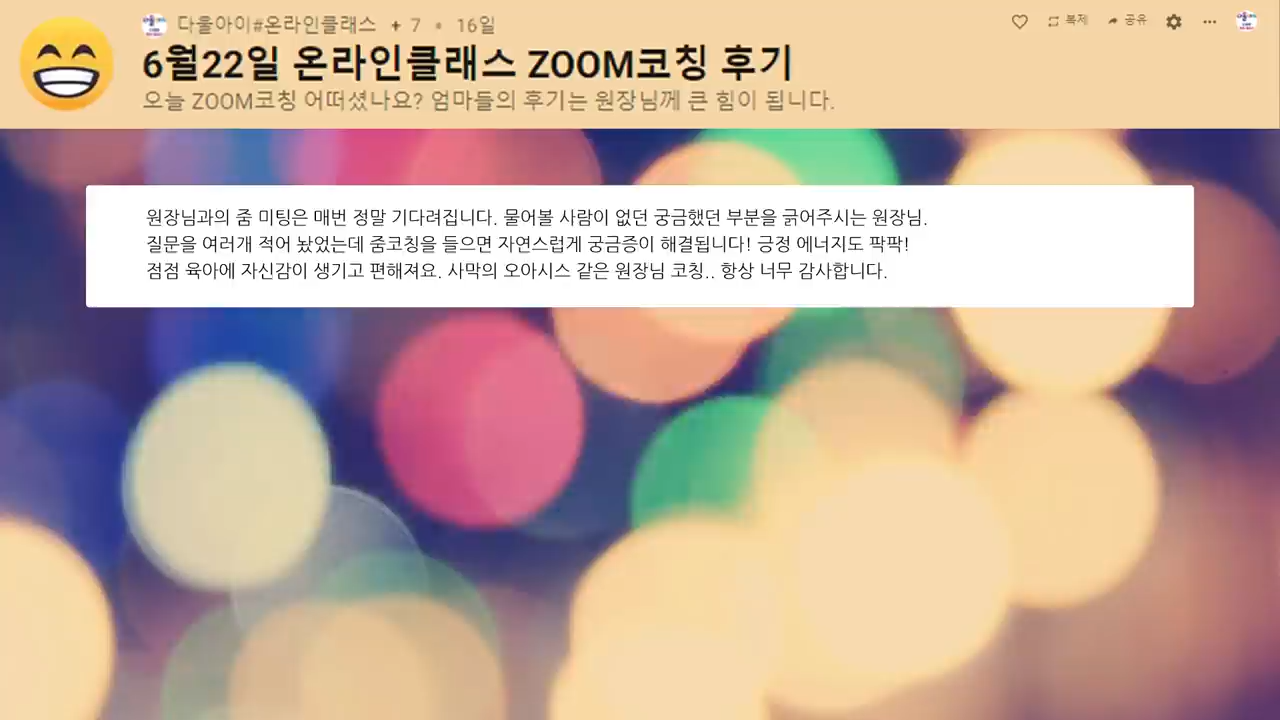 다울아이#온라인클래스 + 7 • 16일
복제
공유
6월22일 온라인클래스 ZOOM코칭 후기
오늘 ZOOM코칭 어떠셨나요? 엄마들의 후기는 원장님께 큰 힘이 됩니다.
원장님과의 줌 미팅은 매번 정말 기다려집니다. 물어볼 사람이 없던 궁금했던 부분을 긁어주시는 원장님.
질문을 여러개 적어 놨었는데 줌코칭을 들으면 자연스럽게 궁금증이 해결됩니다! 긍정 에너지도 팍팍!
점점 육아에 자신감이 생기고 편해져요. 사막의 오아시스 같은 원장님 코칭.. 항상 너무 감사합니다.